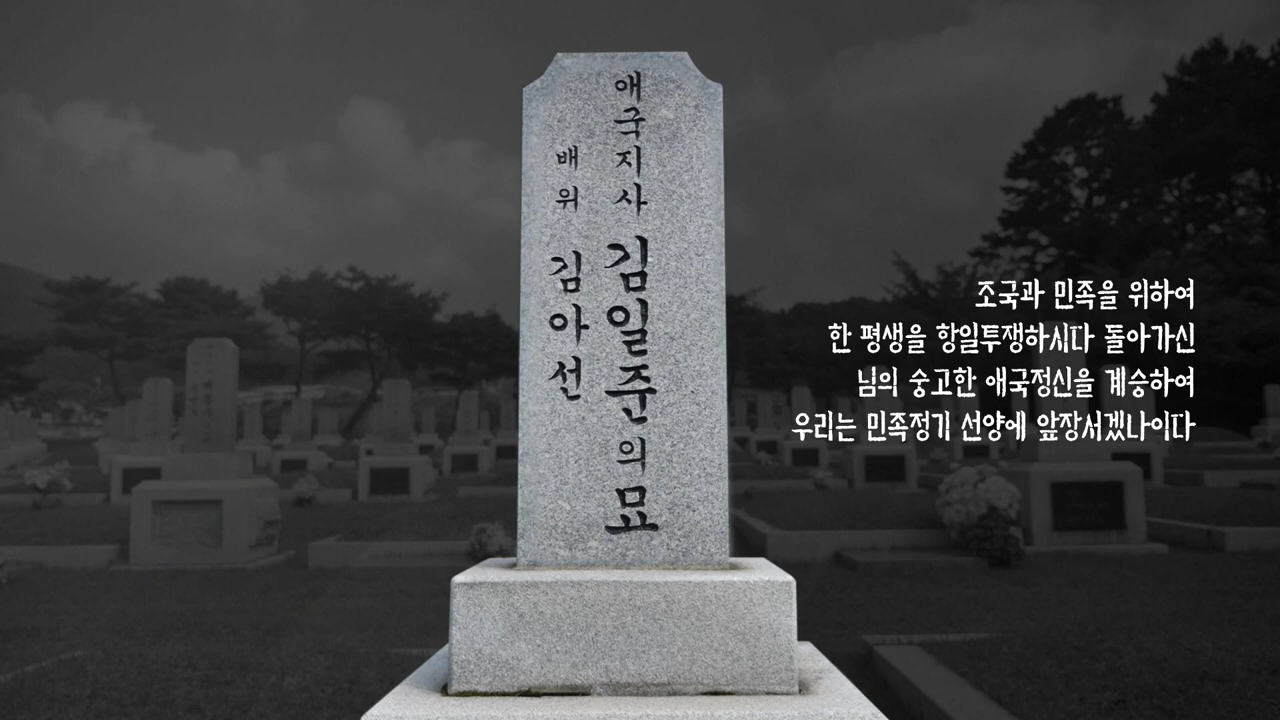 애국지사 김일준의 묘
배위 김아선
조국과 민족을 위하여
한 평생을 항일투쟁하시다 돌아가신
님의 숭고한 애국정신을 계승하여
우리는 민족정기 선양에 앞장서겠나이다